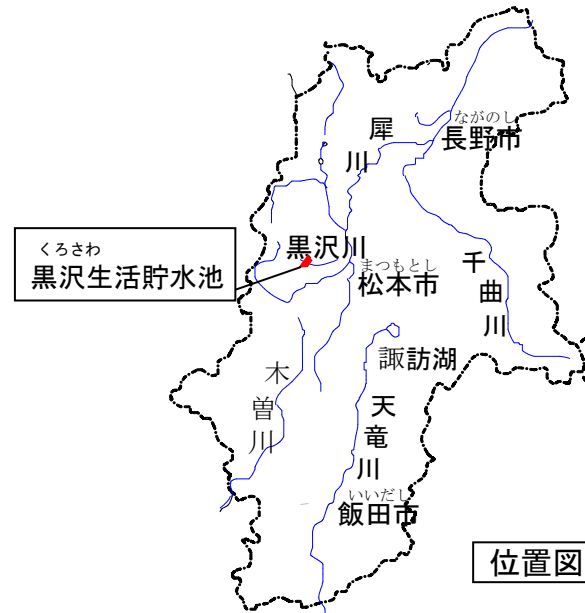 ながのし
長野市
犀川
黒沢川
くろさわ
黒沢生活貯水池
まつもとし
松本市
千曲川
諏訪湖
木曽川
天竜川
いいだし
飯田市
位置図